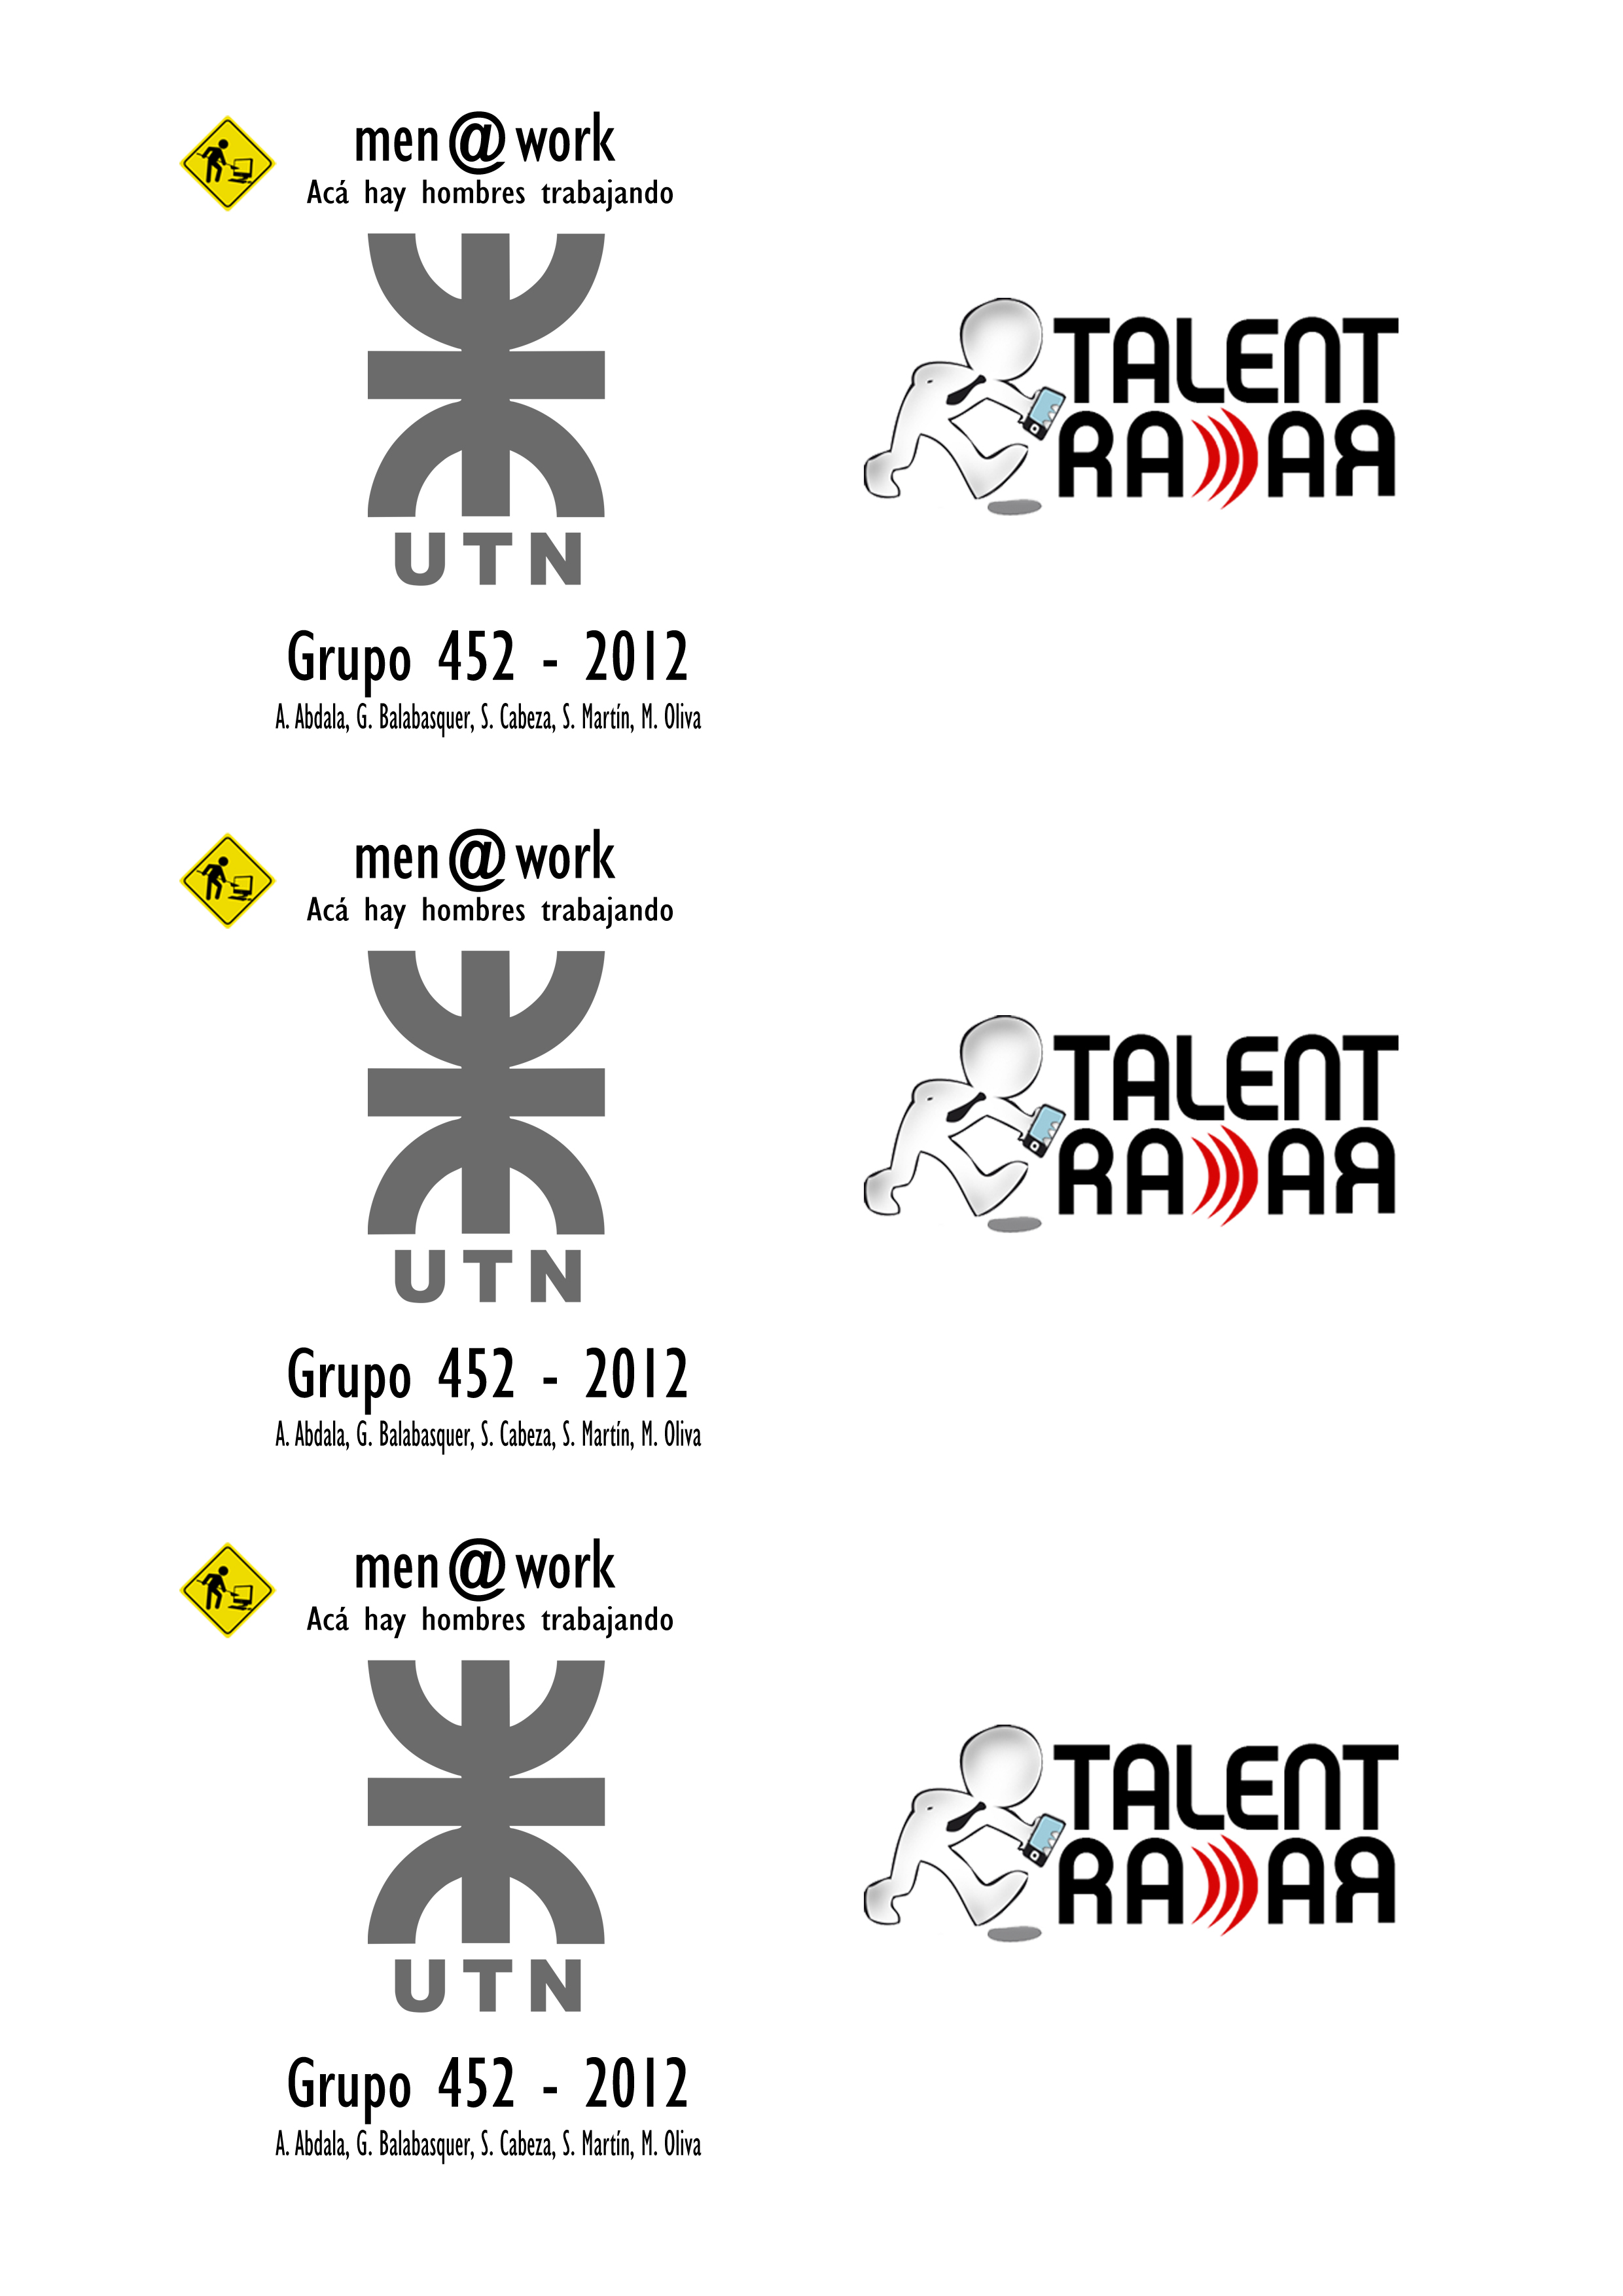 men@work
Acá hay hombres trabajando
UTN
Grupo 452 - 2012
A. Abdala, G. Balabasquer, S. Cabeza, S. Martín, M. Oliva
TALENT
RADAR
men@work
Acá hay hombres trabajando
UTN
Grupo 452 - 2012
A. Abdala, G. Balabasquer, S. Cabeza, S. Martín, M. Oliva
TALENT
RADAR
men@work
Acá hay hombres trabajando
UTN
Grupo 452 - 2012
A. Abdala, G. Balabasquer, S. Cabeza, S. Martín, M. Oliva
TALENT
RADAR